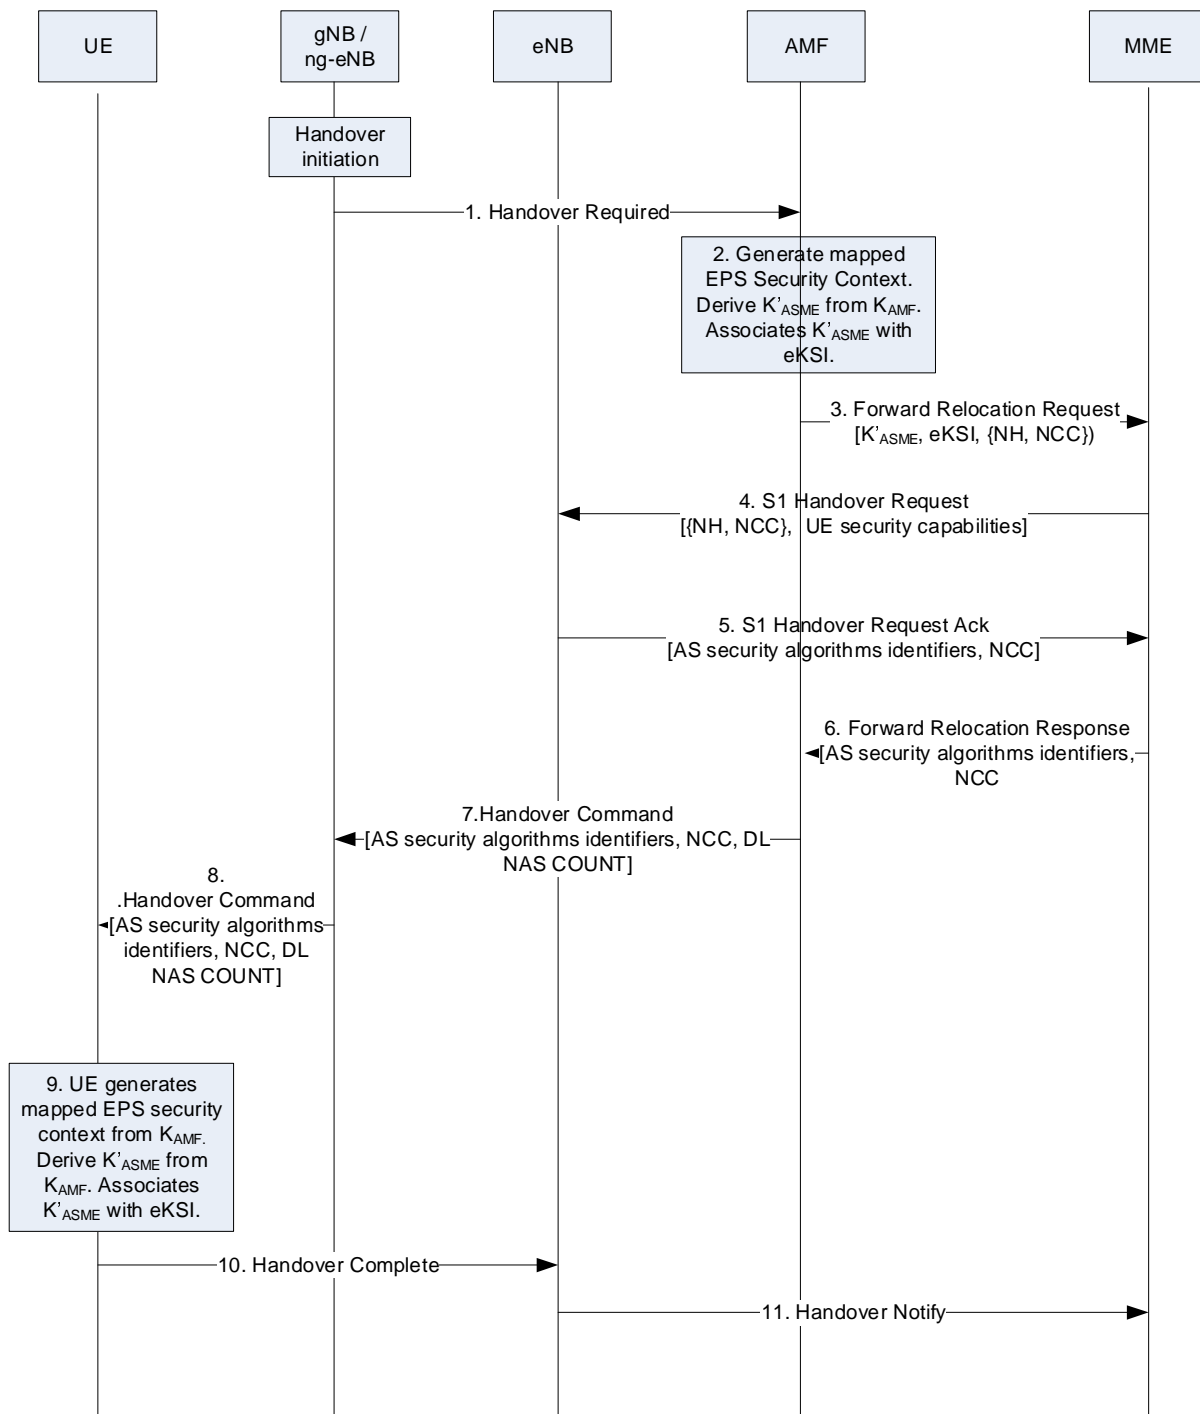 UE
gNB /
ng-eNB
eNB
AMF
MME
Handover
initiation
1. Handover Required
2. Generate mapped
EPS Security Context.
Derive K’ASME from KAMF.
Associates K’ASME with
eKSI.
3. Forward Relocation Request
[K’ASME, eKSI, {NH, NCC})
4. S1 Handover Request
[{NH, NCC}, UE security capabilities]
5. S1 Handover Request Ack
[AS security algorithms identifiers, NCC]
6. Forward Relocation Response
[AS security algorithms identifiers,
NCC
7.Handover Command
[AS security algorithms identifiers, NCC, DL
NAS COUNT]
8.
.Handover Command
[AS security algorithms
identifiers, NCC, DL
NAS COUNT]
9. UE generates
mapped EPS security
context from KAMF.
Derive K’ASME from
KAMF. Associates
K’ASME with eKSI.
10. Handover Complete
11. Handover Notify